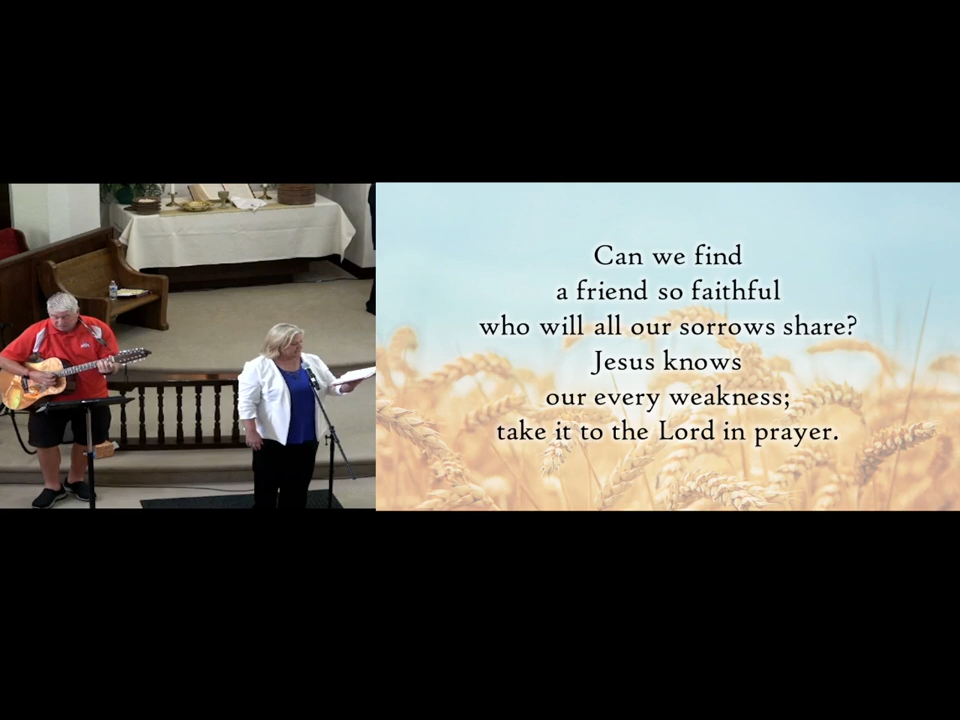 Can we find
a friend so faithful
who will all our sorrows share?
Jesus knows
our every weakness;
take it to the Lord in prayer.